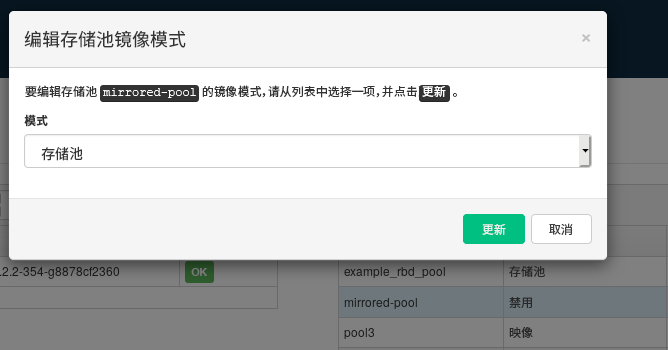 编辑存储池镜像模式 ×
要编辑存储池 mirrored-pool 的镜像模式,请从列表中选择一项,并点击 更新 。
模式
存储池
更新 取消
.2.2-354-g8878cf2360 OK
example_rbd_pool 存储池
mirrored-pool 禁用
pool3 映像